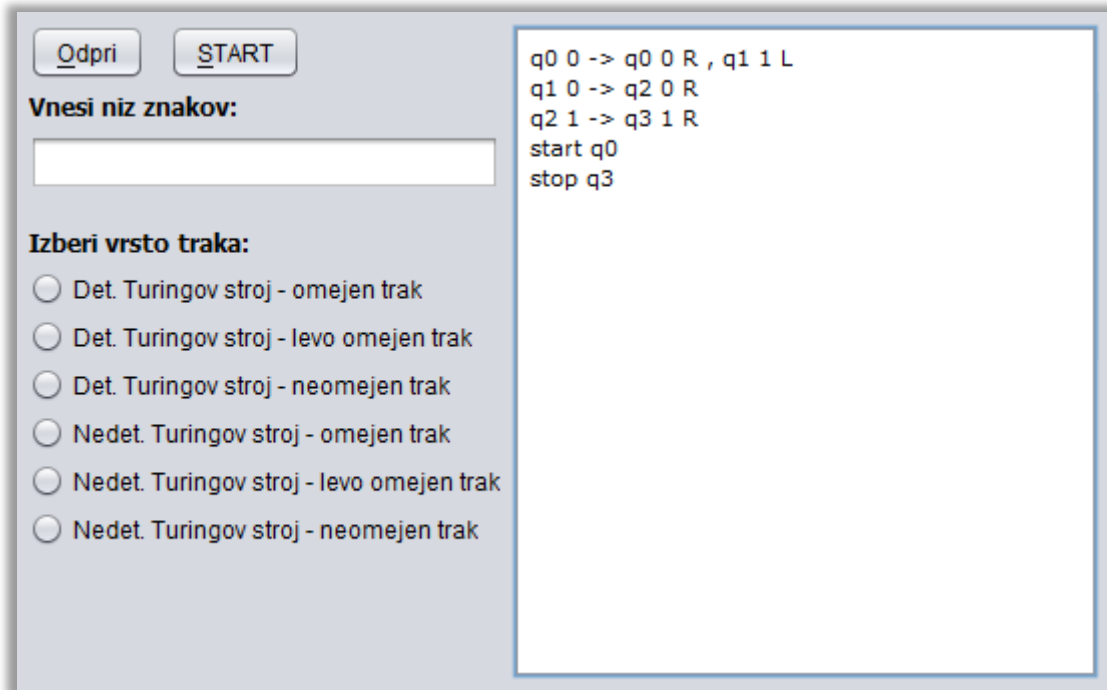 Odpri START
Vnesi niz znakov:
Izberi vrsto traka:
Det. Turingov stroj - omejen trak
Det. Turingov stroj - levo omejen trak
Det. Turingov stroj - neomejen trak
Nedet. Turingov stroj - omejen trak
Nedet. Turingov stroj - levo omejen trak
Nedet. Turingov stroj - neomejen trak
q0 0 -> q0 0 R , q1 1 L
q1 0 -> q2 0 R
q2 1 -> q3 1 R
start q0
stop q3